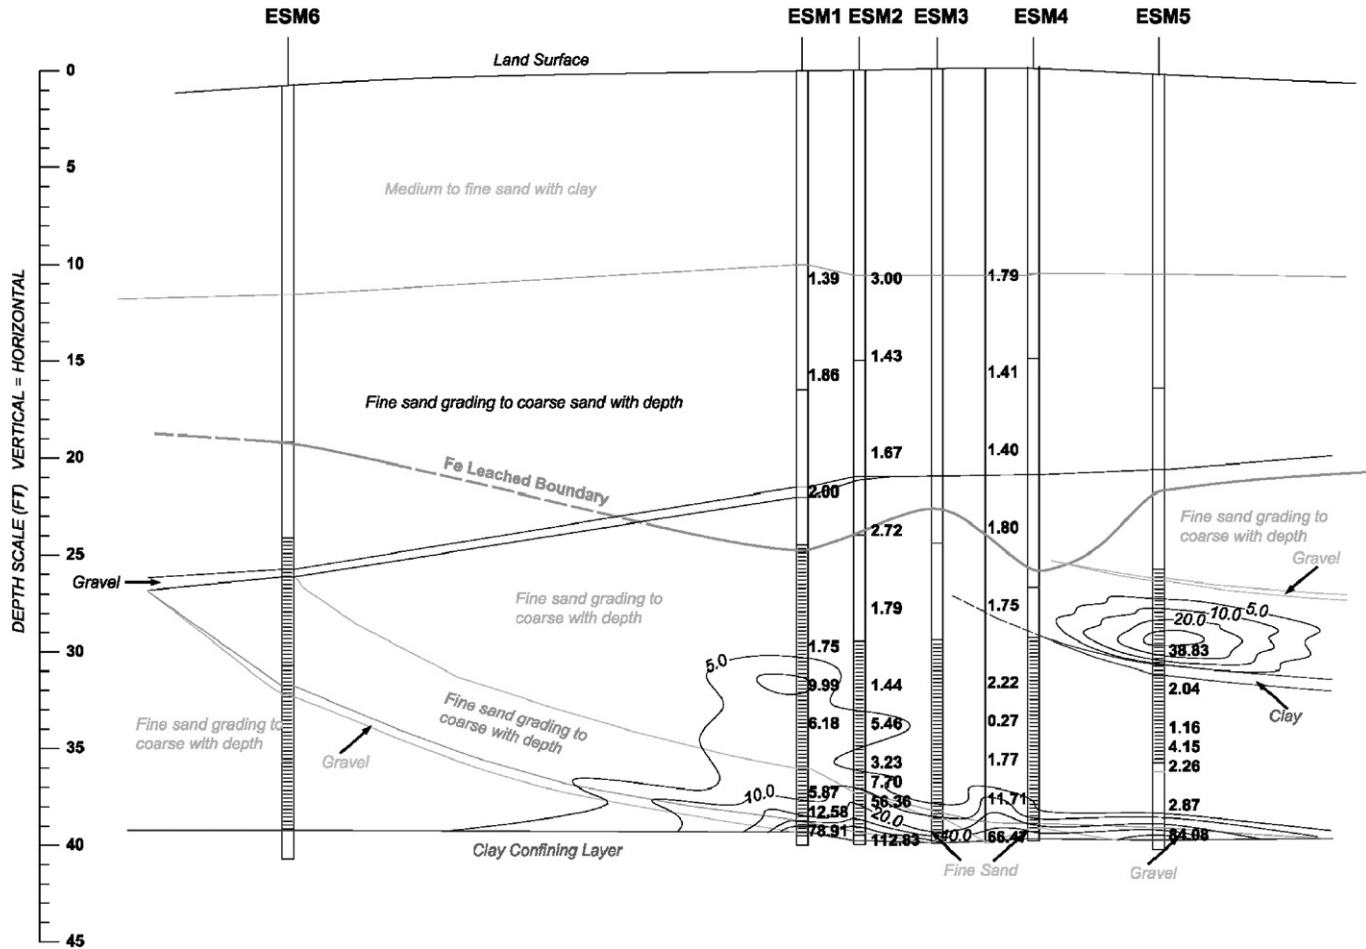 ESM6 ESM1 ESM2 ESM3 ESM4 ESM5
Land Surface
0
5
Medium to fine sand with clay
10
1.39 3.00 1.79
15
1.43
1.86 1.41
Fine sand grading to coarse sand with depth
20
1.67 1.40
Fe Leached Boundary
2.00
2.72 1.80
Fine sand grading to
coarse with depth
25
Gravel
Gravel
Fine sand grading to
coarse with depth
1.79 1.75
5.0
10.0
20.0
30
1.75 38.83
5.0
9.99 1.44 2.22 2.04
Clay
Fine sand grading to
coarse with depth
Fine sand grading to
coarse with depth
6.18 5.46 0.27 1.16
4.15
35
Gravel
3.23 1.77 2.26
7.70
10.0
5.87 56.36 11.71 2.87
12.58 20.0
78.91 112.83 40.0 66.47 84.08
40
Clay Confining Layer
Fine Sand
Gravel
45
DEPTH SCALE (FT) VERTICAL = HORIZONTAL